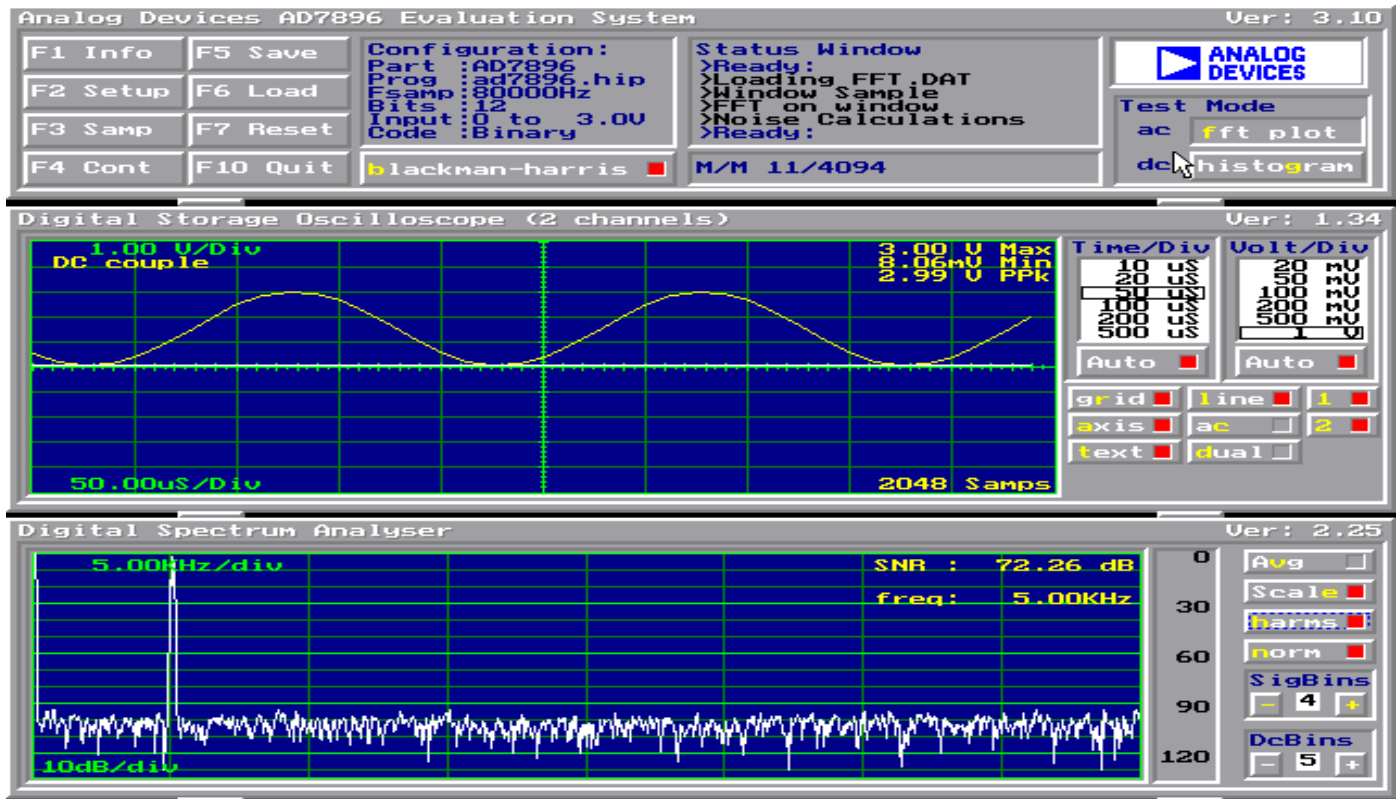 Analog Devices AD7896 Evaluation System
Ver: 3.10
F1 Info
F5 Save
F2 Setup
F6 Load
F3 Samp
F7 Reset
F4 Cont
F10 Quit
Configuration:
Part :AD7896
Prog :ad7896.hip
Fsamp:80000Hz
Bits :12
Input:0 to 3.0V
Code :Binary
blackman-harris
Status Window
>Ready:
>Loading FFT.DAT
>Window Sample
>FFT on window
>Noise Calculations
>Ready:
M/M 11/4094
ANALOG
DEVICES
Test Mode
ac fft plot
dc histogram
Digital Storage Oscilloscope (2 channels)
Ver: 1.34
1.00 V/Div
DC couple
3.00 V Max
8.06mV Min
2.99 V PPk
50.00uS/Div
2048 Samps
Time/Div
10 uS
20 uS
50 uS
100 uS
200 uS
500 uS
Auto
Volt/Div
20 mV
50 mV
100 mV
200 mV
500 mV
1 V
Auto
grid
line
1
axis
ac
2
text
dual
Digital Spectrum Analyser
Ver: 2.25
5.00KHz/div
SNR : 72.26 dB
freq: 5.00KHz
10dB/div
0
30
60
90
120
Avg
Scale
harms
norm
SigBins
- 4 +
DcBins
- 5 +